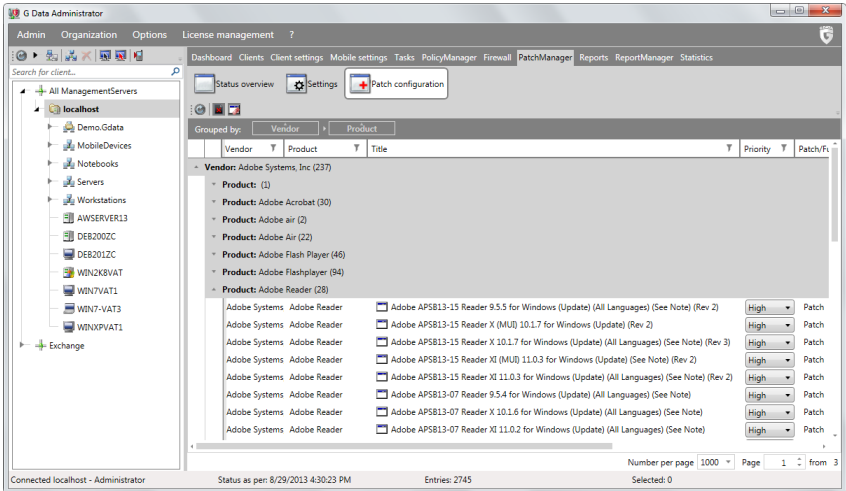 G Data Administrator
Admin Organization Options License management ?
Dashboard Clients Client settings Mobile settings Tasks PolicyManager Firewall PatchManager Reports ReportManager Statistics
Search for client...
Status overview Settings Patch configuration
All ManagementServers
localhost
Demo.Gdata
MobileDevices
Notebooks
Servers
Workstations
AWSERVER13
DEB200ZC
DEB201ZC
WIN2K8VAT
WIN7VAT1
WIN7-VAT3
WINXPVAT1
Exchange
Grouped by: Vendor Product
Vendor Product Title Priority Patch/Fu
Vendor: Adobe Systems, Inc (237)
Product: (1)
Product: Adobe Acrobat (30)
Product: Adobe air (2)
Product: Adobe Air (22)
Product: Adobe Flash Player (46)
Product: Adobe Flashplayer (94)
Product: Adobe Reader (28)
Adobe Systems Adobe Reader Adobe APSB13-15 Reader 9.5.5 for Windows (Update) (All Languages) (See Note) (Rev 2) High Patch
Adobe Systems Adobe Reader Adobe APSB13-15 Reader X (MUI) 10.1.7 for Windows (Update) (Rev 2) High Patch
Adobe Systems Adobe Reader Adobe APSB13-15 Reader X 10.1.7 for Windows (Update) (All Languages) (See Note) (Rev 3) High Patch
Adobe Systems Adobe Reader Adobe APSB13-15 Reader XI (MUI) 11.0.3 for Windows (Update) (See Note) (Rev 2) High Patch
Adobe Systems Adobe Reader Adobe APSB13-15 Reader XI 11.0.3 for Windows (Update) (All Languages) (See Note) (Rev 2) High Patch
Adobe Systems Adobe Reader Adobe APSB13-07 Reader 9.5.4 for Windows (Update) (All Languages) (See Note) High Patch
Adobe Systems Adobe Reader Adobe APSB13-07 Reader X 10.1.6 for Windows (Update) (All Languages) (See Note) High Patch
Adobe Systems Adobe Reader Adobe APSB13-07 Reader XI 11.0.2 for Windows (Update) (All Languages) (See Note) High Patch
Number per page 1000 Page 1 from 3
Connected localhost - Administrator Status as per: 8/29/2013 4:30:23 PM Entries: 2745 Selected: 0